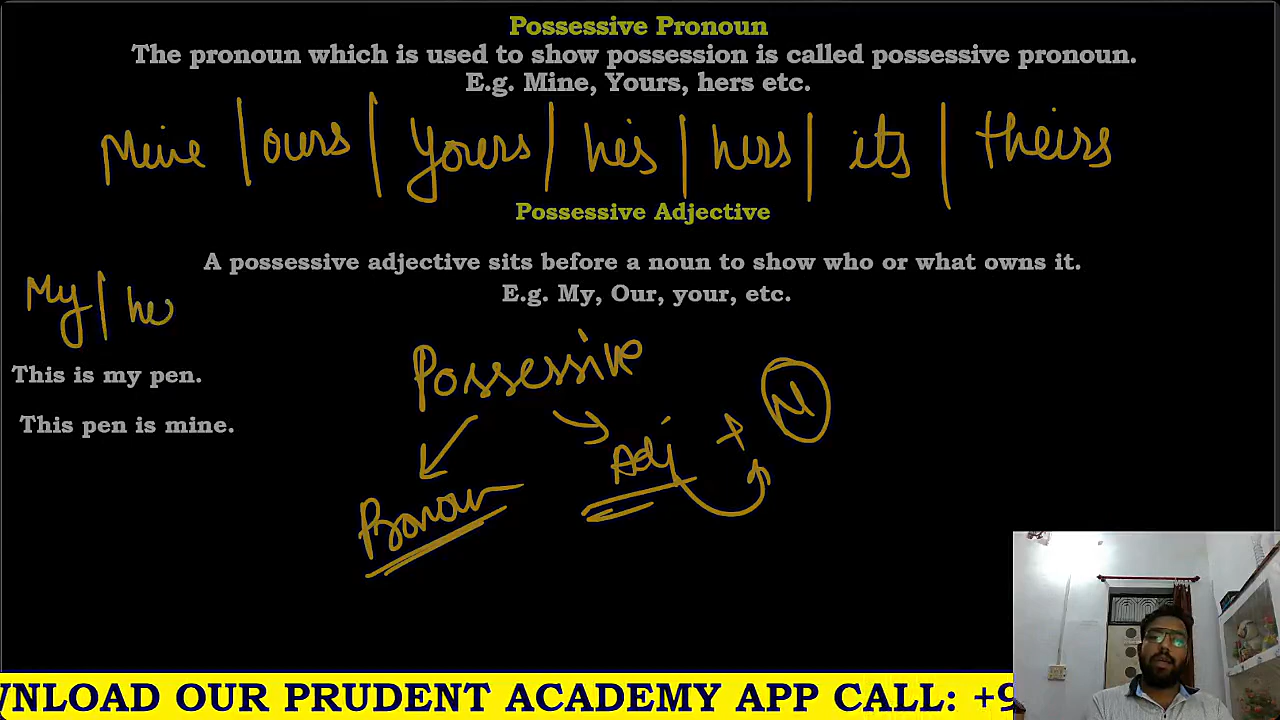 Possessive Pronoun
The pronoun which is used to show possession is called possessive pronoun.
E.g. Mine, Yours, hers etc.
Mine | ours | yours | his | hers | its | theirs
Possessive Adjective
A possessive adjective sits before a noun to show who or what owns it.
E.g. My, Our, your, etc.
My | he
This is my pen.
This pen is mine.
Possessive
Adj + N
Pronoun
WNLOAD OUR PRUDENT ACADEMY APP CALL: +9